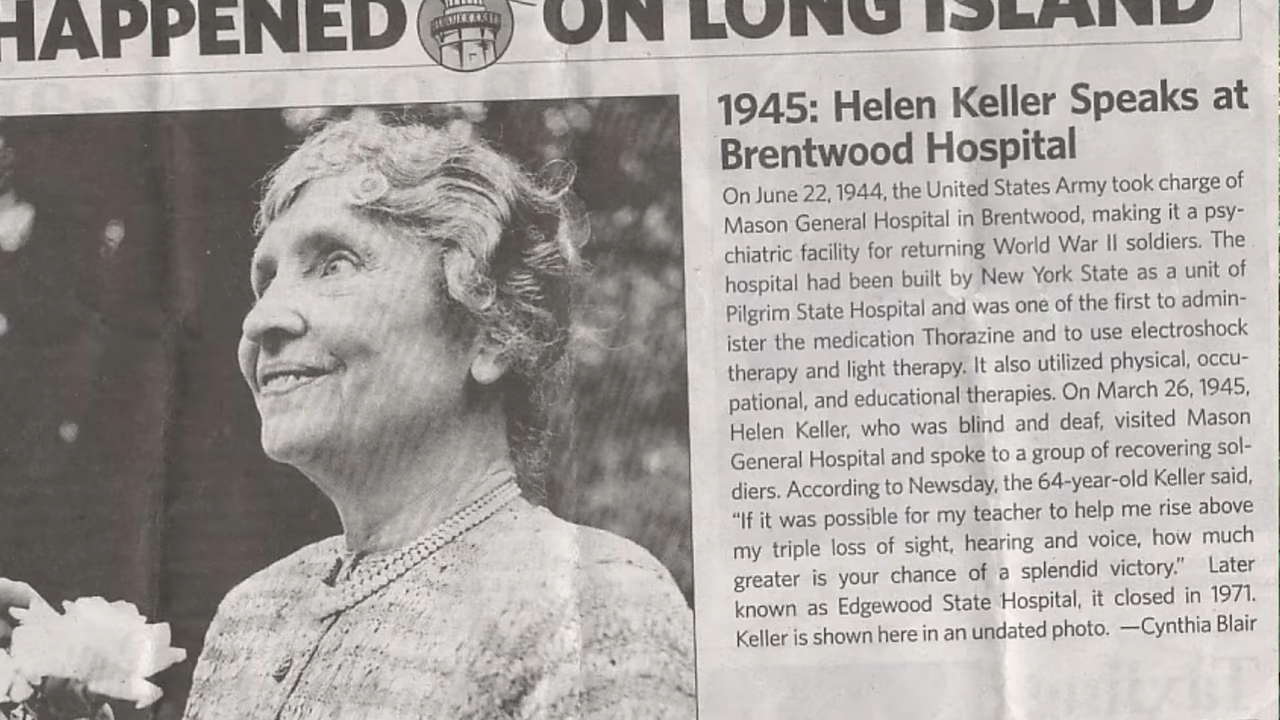 HAPPENED ON LONG ISLAND
1945: Helen Keller Speaks at
Brentwood Hospital
On June 22, 1944, the United States Army took charge of
Mason General Hospital in Brentwood, making it a psy-
chiatric facility for returning World War II soldiers. The
hospital had been built by New York State as a unit of
Pilgrim State Hospital and was one of the first to admin-
ister the medication Thorazine and to use electroshock
therapy and light therapy. It also utilized physical, occu-
pational, and educational therapies. On March 26, 1945,
Helen Keller, who was blind and deaf, visited Mason
General Hospital and spoke to a group of recovering sol-
diers. According to Newsday, the 64-year-old Keller said,
“If it was possible for my teacher to help me rise above
my triple loss of sight, hearing and voice, how much
greater is your chance of a splendid victory.” Later
known as Edgewood State Hospital, it closed in 1971.
Keller is shown here in an undated photo. —Cynthia Blair